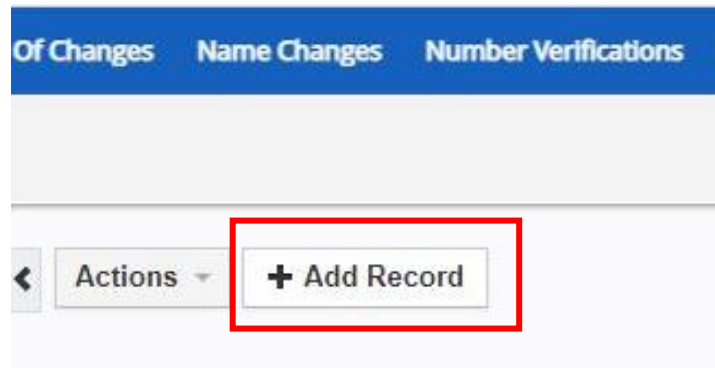 Of Changes Name Changes Number Verifications
Actions + Add Record